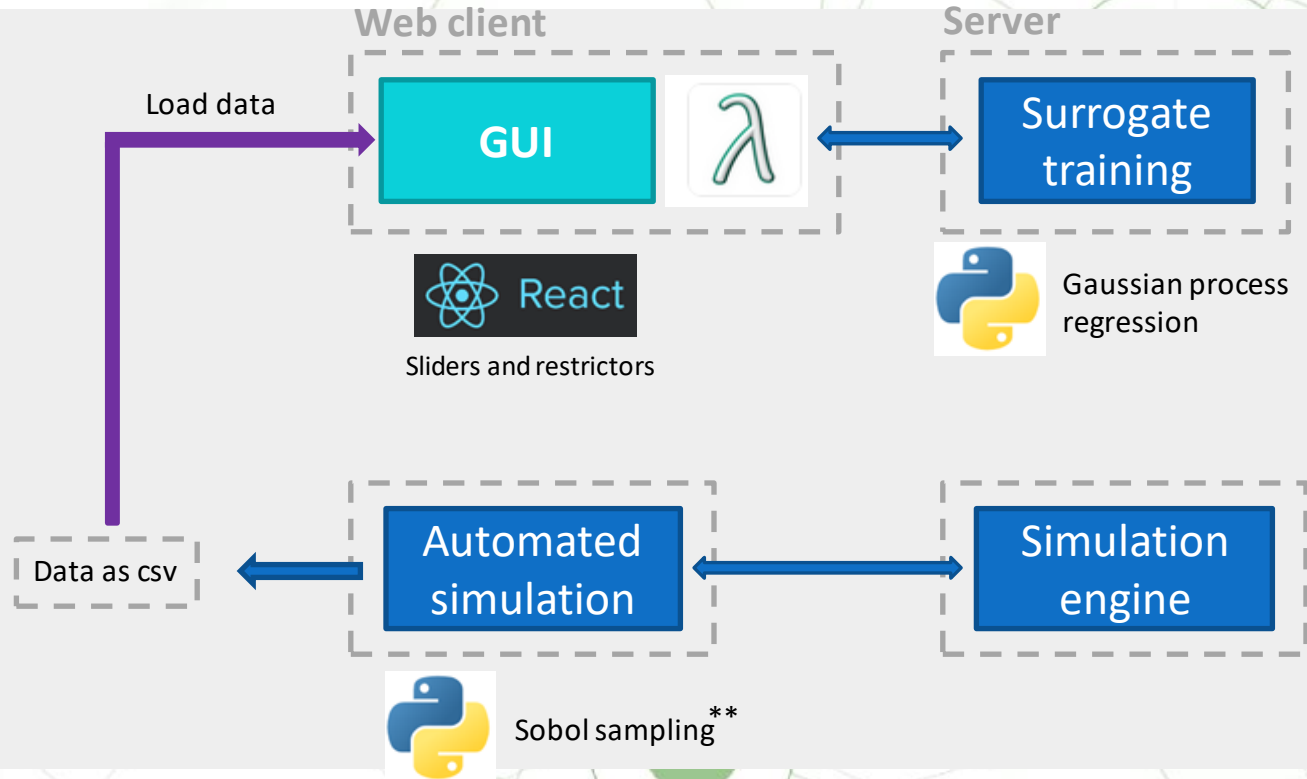 Web client
Server
Load data
GUI
λ
Surrogate
training
React
Sliders and restrictors
Gaussian process
regression
Automated
simulation
Simulation
engine
Data as csv
Sobol sampling**